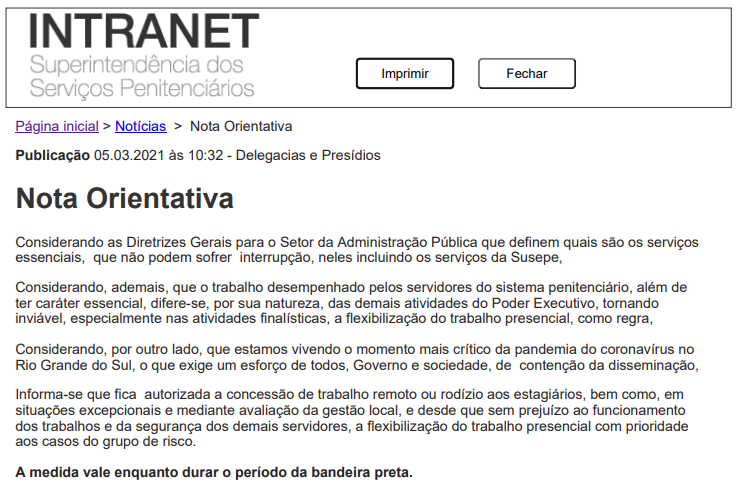 INTRANET
Superintendência dos
Serviços Penitenciários
Imprimir
Fechar
Página inicial > Notícias > Nota Orientativa
Publicação 05.03.2021 às 10:32 - Delegacias e Presídios
Nota Orientativa
Considerando as Diretrizes Gerais para o Setor da Administração Pública que definem quais são os serviços
essenciais, que não podem sofrer interrupção, neles incluindo os serviços da Susepe,
Considerando, ademais, que o trabalho desempenhado pelos servidores do sistema penitenciário, além de
ter caráter essencial, difere-se, por sua natureza, das demais atividades do Poder Executivo, tornando
inviável, especialmente nas atividades finalísticas, a flexibilização do trabalho presencial, como regra,
Considerando, por outro lado, que estamos vivendo o momento mais crítico da pandemia do coronavírus no
Rio Grande do Sul, o que exige um esforço de todos, Governo e sociedade, de contenção da disseminação,
Informa-se que fica autorizada a concessão de trabalho remoto ou rodízio aos estagiários, bem como, em
situações excepcionais e mediante avaliação da gestão local, e desde que sem prejuízo ao funcionamento
dos trabalhos e da segurança dos demais servidores, a flexibilização do trabalho presencial com prioridade
aos casos do grupo de risco.
A medida vale enquanto durar o período da bandeira preta.